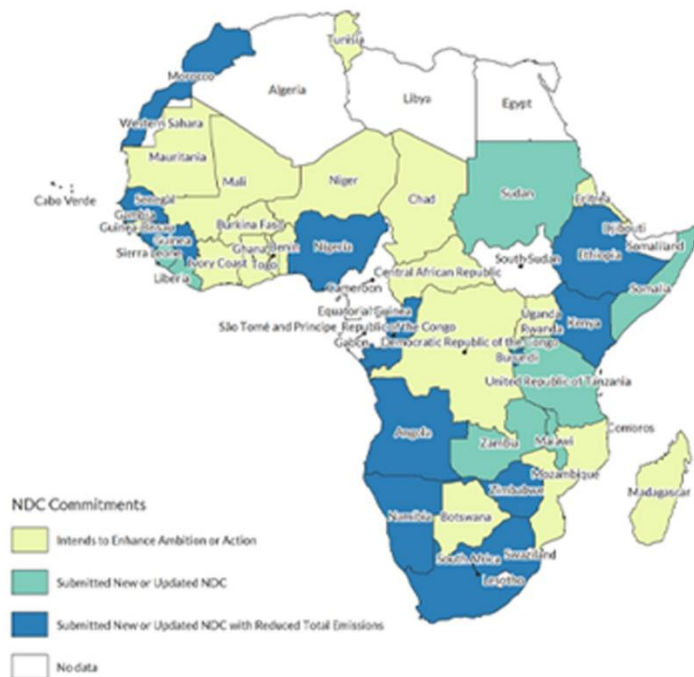 Tunisia
Morocco
Algeria
Libya
Egypt
Western Sahara
Mauritania
Mali
Niger
Chad
Sudan
Eritrea
Cabo Verde
Senegal
Gambia
Guinea-Bissau
Guinea
Sierra Leone
Liberia
Burkina Faso
Ivory Coast
Ghana
Togo
Benin
Nigeria
Djibouti
Somaliland
Ethiopia
South Sudan
Central African Republic
Cameroon
Somalia
Equatorial Guinea
São Tomé and Principe
Republic of the Congo
Gabon
Democratic Republic of the Congo
Uganda
Rwanda
Kenya
Burundi
United Republic of Tanzania
Comoros
Angola
Zambia
Malawi
Mozambique
Madagascar
Zimbabwe
Namibia
Botswana
South Africa
Swaziland
Lesotho
NDC Commitments
Intends to Enhance Ambition or Action
Submitted New or Updated NDC
Submitted New or Updated NDC with Reduced Total Emissions
No data